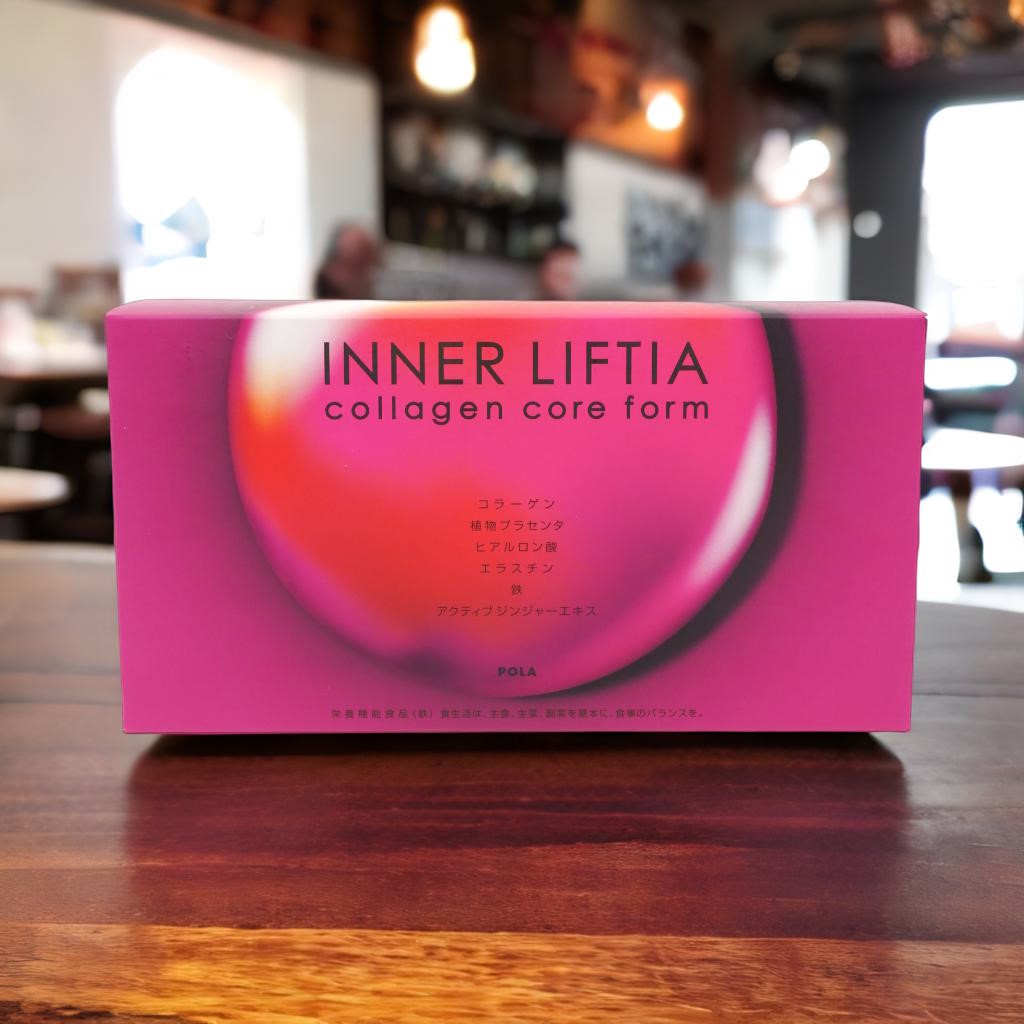 INNER LIFTIA
collagen core form
コラーゲン
植物プラセンタ
ヒアルロン酸
エラスチン
鉄
アクティブジンジャーエキス
POLA
栄養機能食品(鉄) 食生活は、主食、主菜、副菜を基本に、食事のバランスを。